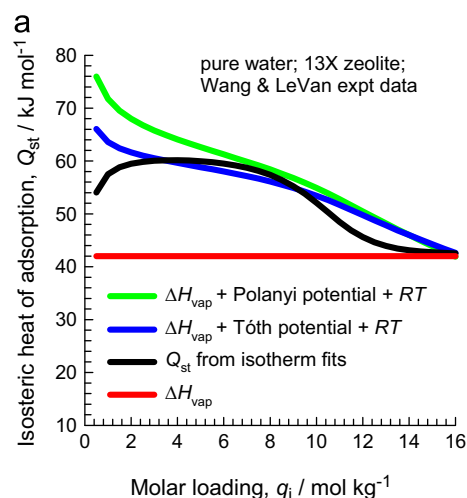 a
pure water; 13X zeolite;
Wang & LeVan expt data
Isosteric heat of adsorption, Qst / kJ mol-1
80
70
60
50
40
30
20
10
ΔHvap + Polanyi potential + RT
ΔHvap + Tóth potential + RT
Qst from isotherm fits
ΔHvap
0 2 4 6 8 10 12 14 16
Molar loading, qi / mol kg-1